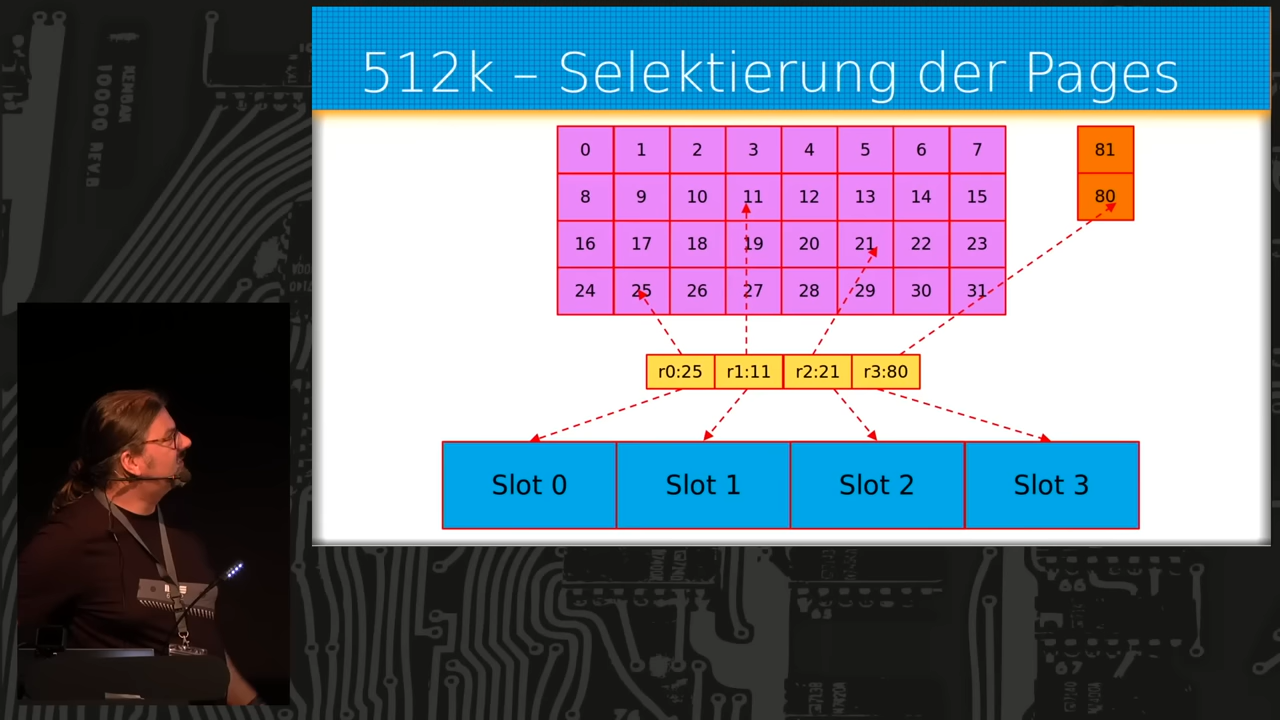 512k – Selektierung der Pages
0 1 2 3 4 5 6 7
81
8 9 10 11 12 13 14 15
80
16 17 18 19 20 21 22 23
24 25 26 27 28 29 30 31
r0:25 r1:11 r2:21 r3:80
Slot 0 Slot 1 Slot 2 Slot 3
10000 REV.B